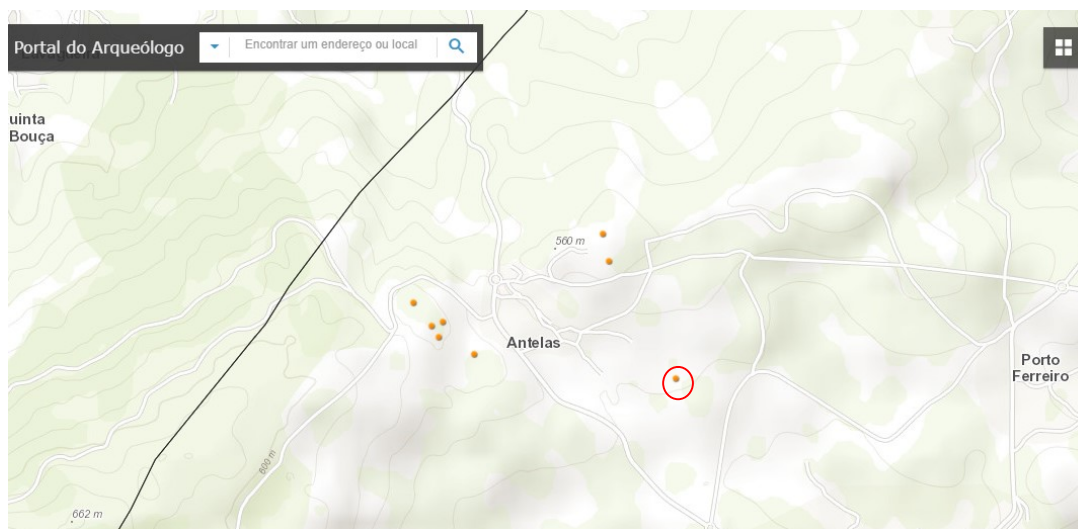 Portal do Arqueólogo
Encontrar um endereço ou local
uinta
Bouça
560 m
Antelas
Porto
Ferreiro
600 m
662 m